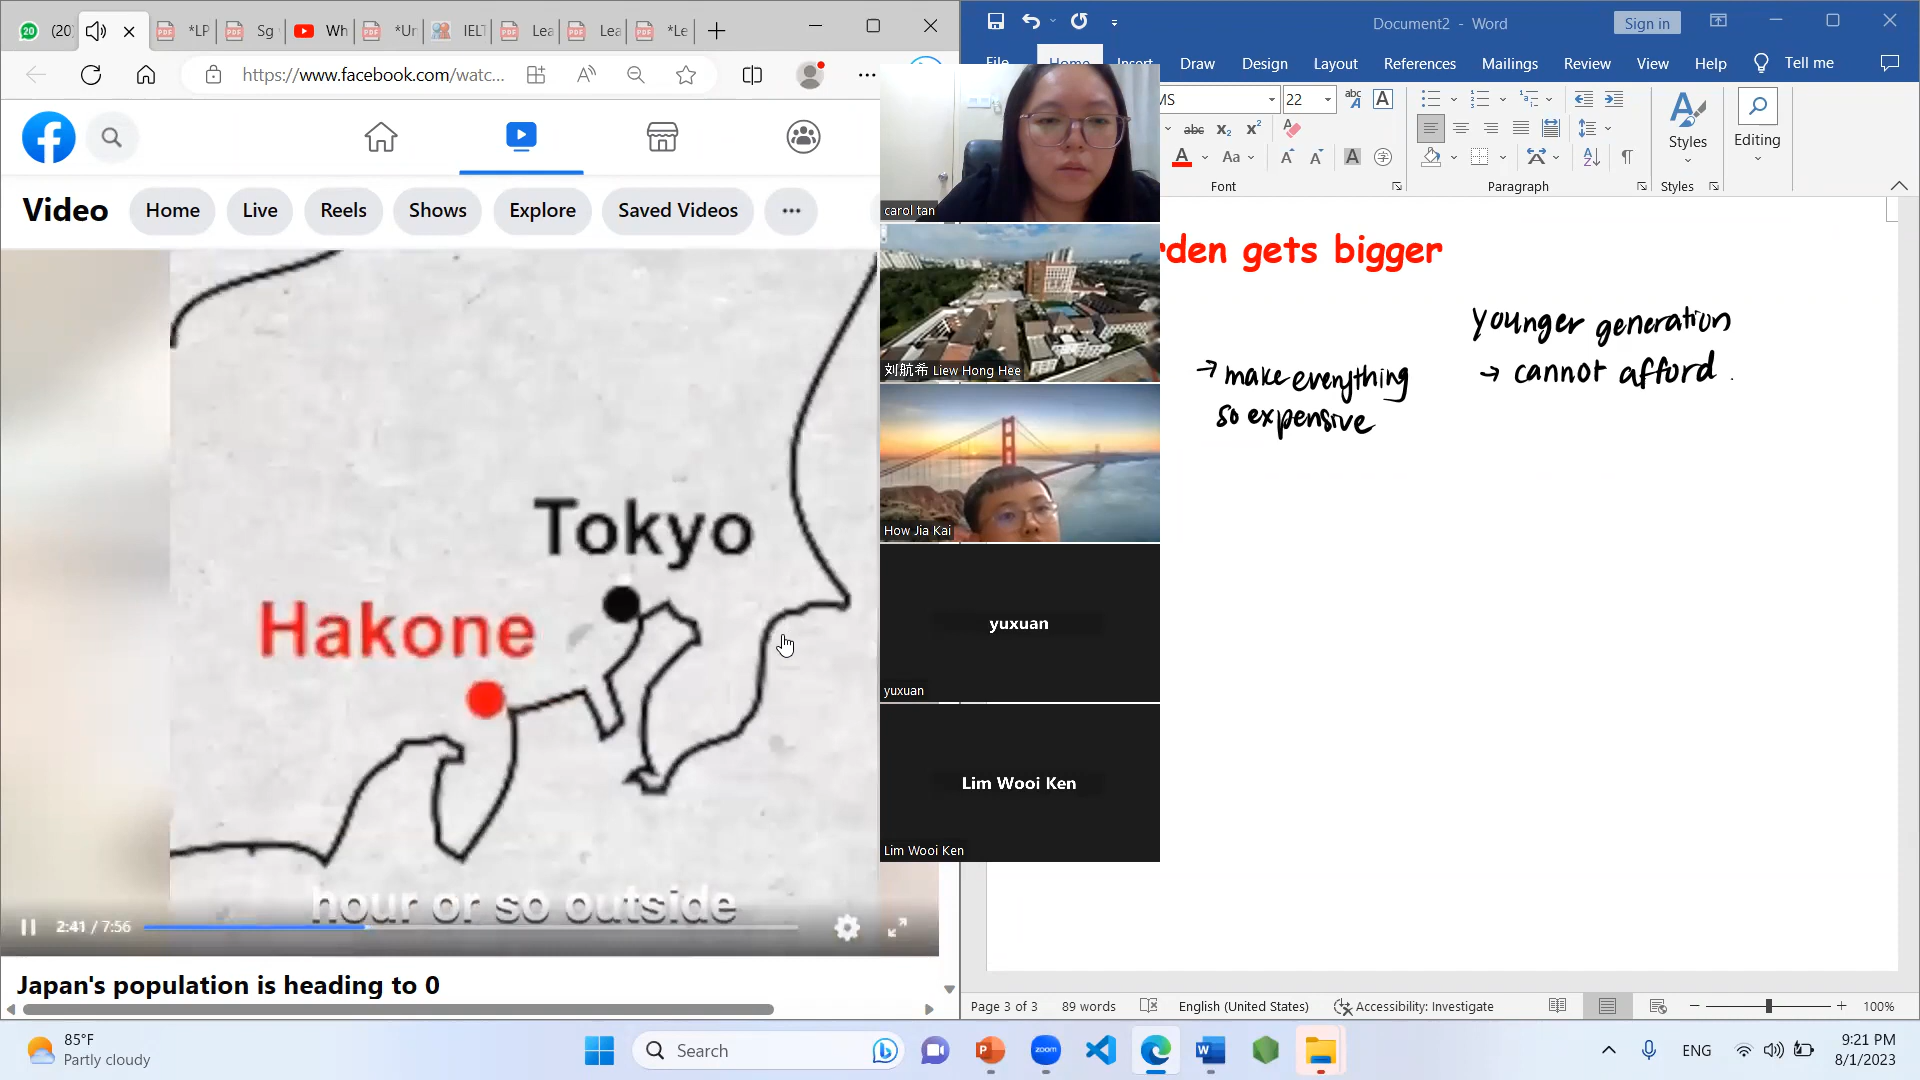 (20
*LP
Sg
Wh
*Ur
IELT
Lea
Lea
*Le
https://www.facebook.com/watc...
Video
Home
Live
Reels
Shows
Explore
Saved Videos
Tokyo
Hakone
hour or so outside
2:41 / 7:56
Japan's population is heading to 0
carol tan
刘航希 Liew Hong Hee
How Jia Kai
yuxuan
yuxuan
Lim Wooi Ken
Lim Wooi Ken
Document2 - Word
Sign in
File
Home
Insert
Draw
Design
Layout
References
Mailings
Review
View
Help
Tell me
MS
22
Font
Paragraph
Styles
Styles
Editing
rden gets bigger
→ make everything
so expensive
Younger generation
→ cannot afford.
Page 3 of 3
89 words
English (United States)
Accessibility: Investigate
100%
85°F
Partly cloudy
Search
zoom
ENG
9:21 PM
8/1/2023